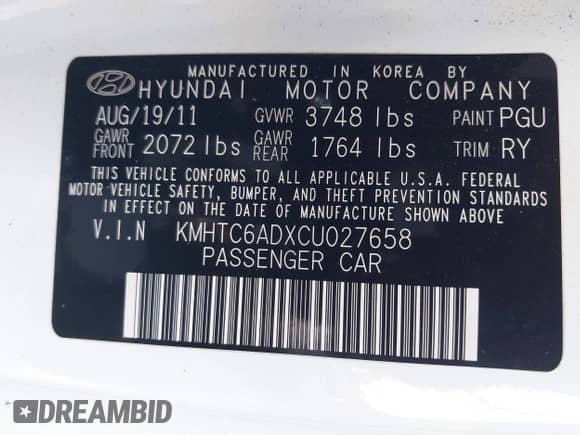 MANUFACTURED IN KOREA BY
HYUNDAI MOTOR COMPANY
AUG/19/11 GVWR 3748 lbs PAINT PGU
GAWR FRONT 2072 lbs GAWR REAR 1764 lbs TRIM RY
THIS VEHICLE CONFORMS TO ALL APPLICABLE U.S.A. FEDERAL
MOTOR VEHICLE SAFETY, BUMPER, AND THEFT PREVENTION STANDARDS
IN EFFECT ON THE DATE OF MANUFACTURE SHOWN ABOVE
V.I.N KMHTC6ADXCU027658
PASSENGER CAR
DREAMBID